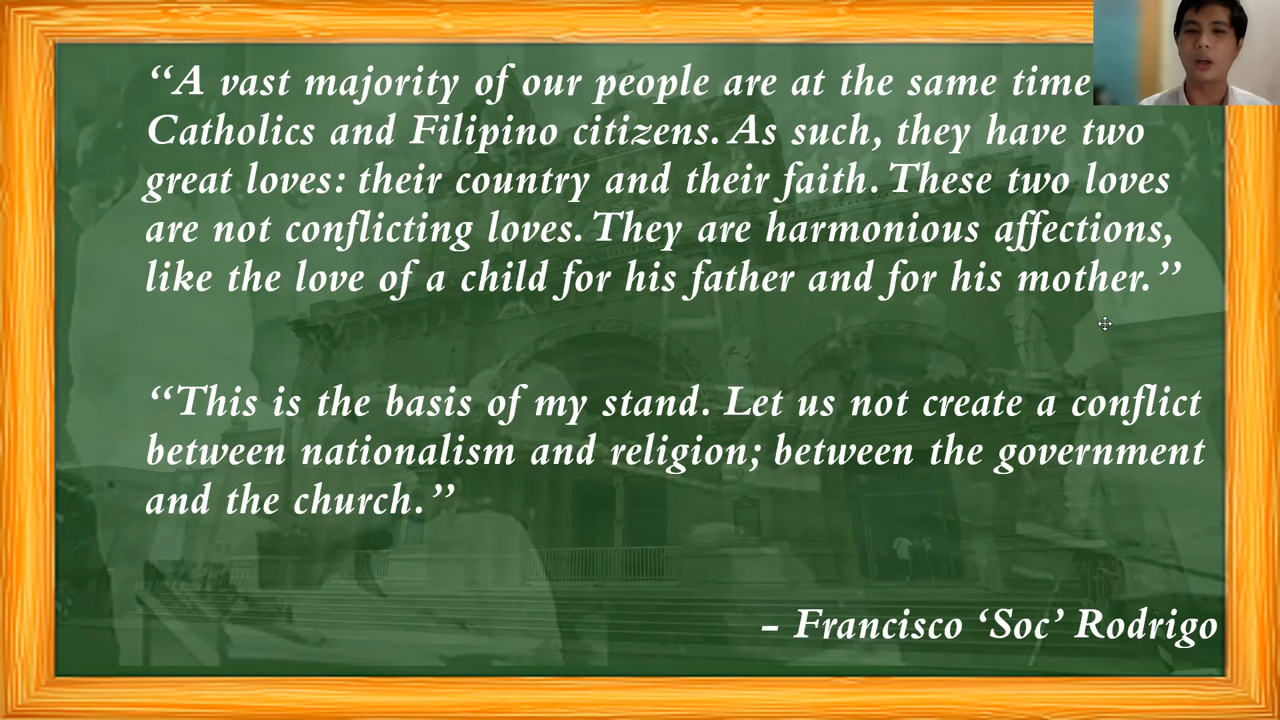 “A vast majority of our people are at the same time
Catholics and Filipino citizens. As such, they have two
great loves: their country and their faith. These two loves
are not conflicting loves. They are harmonious affections,
like the love of a child for his father and for his mother.”
“This is the basis of my stand. Let us not create a conflict
between nationalism and religion; between the government
and the church.”
– Francisco ‘Soc’ Rodrigo